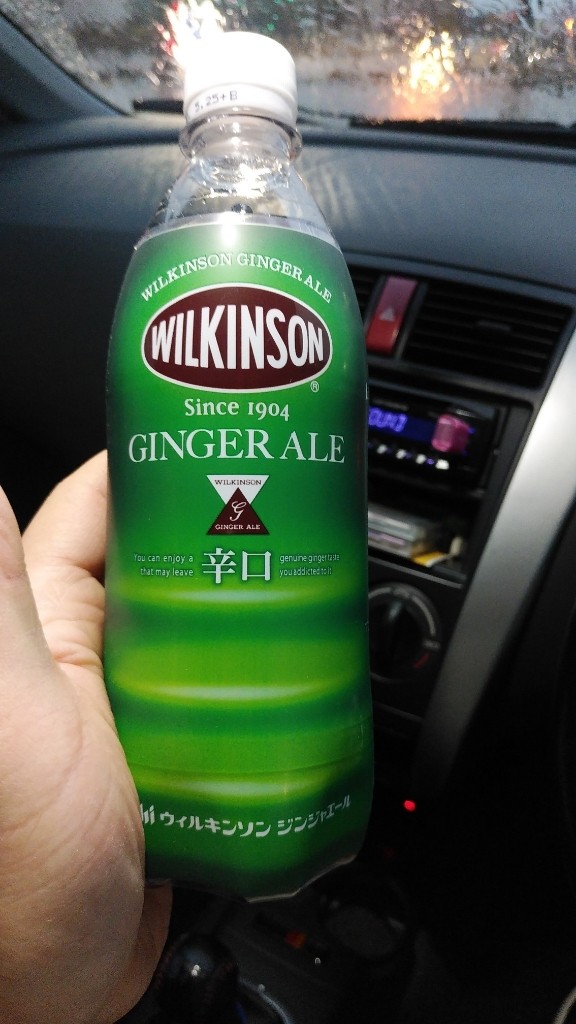 5.25+B
WILKINSON GINGER ALE
WILKINSON
®
Since 1904
GINGER ALE
WILKINSON
G
GINGER ALE
You can enjoy a 辛口 genuine ginger taste
that may leave you addicted to it
hi ウィルキンソン ジンジャエール